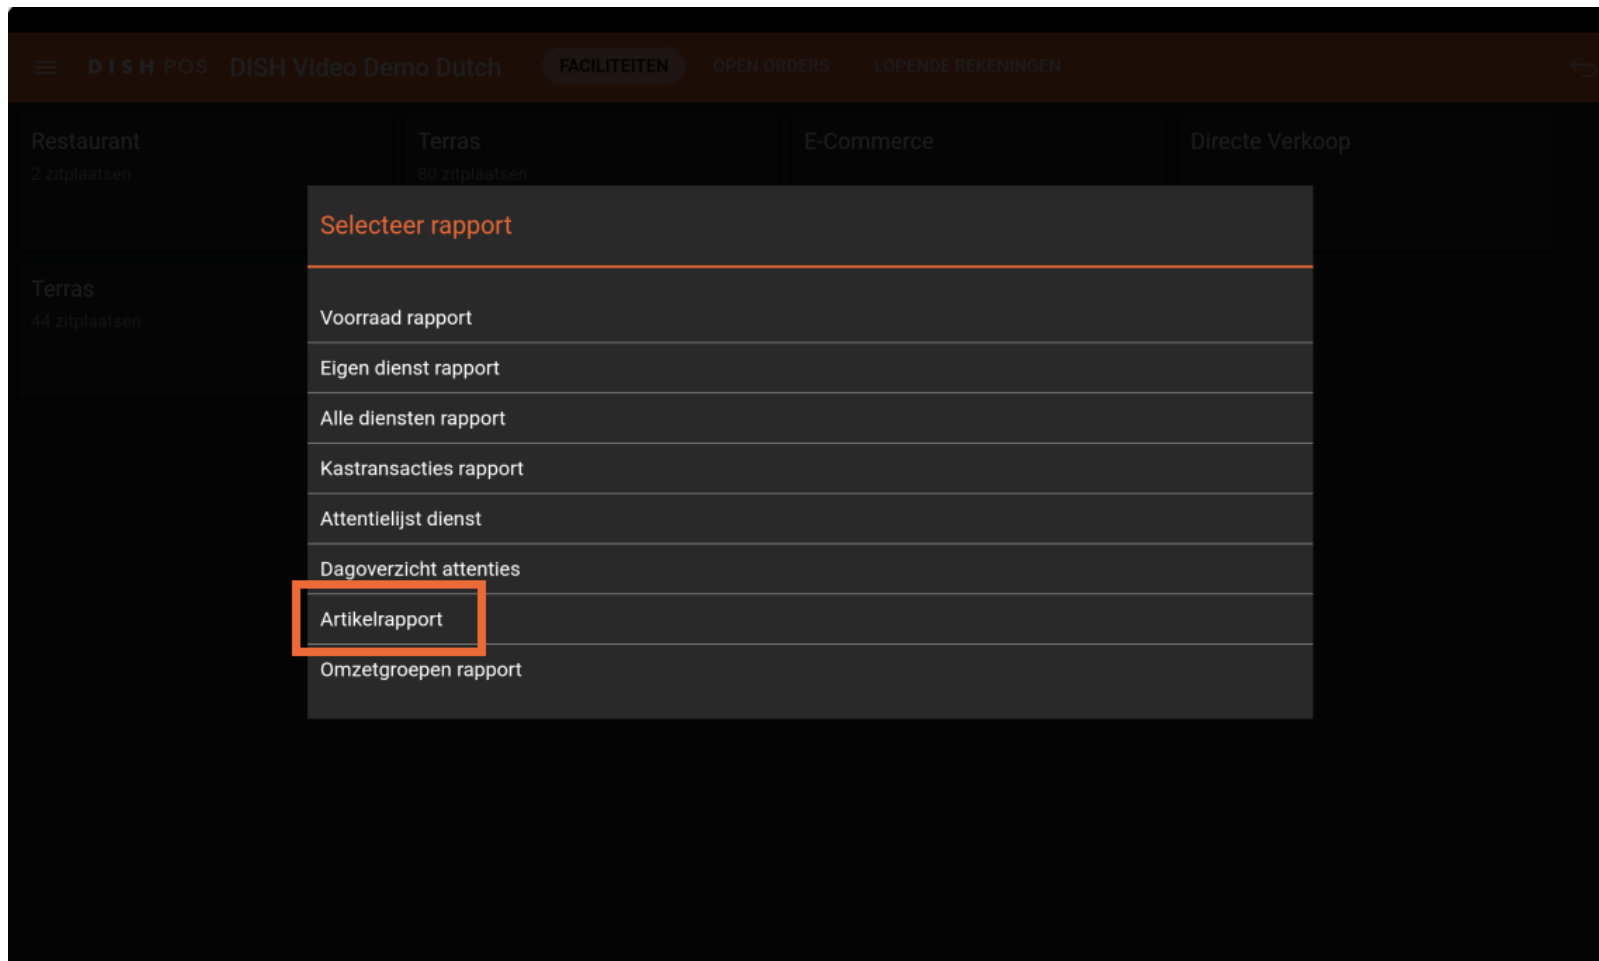 DISH POS DISH Video Demo Dutch FACILITEITEN OPEN ORDERS LOPENDE REKENINGEN
Restaurant Terras E-Commerce Directe Verkoop
2 zitplaatsen 80 zitplaatsen
Selecteer rapport
Terras
44 zitplaatsen
Voorraad rapport
Eigen dienst rapport
Alle diensten rapport
Kastransacties rapport
Attentielijst dienst
Dagoverzicht attenties
Artikelrapport
Omzetgroepen rapport